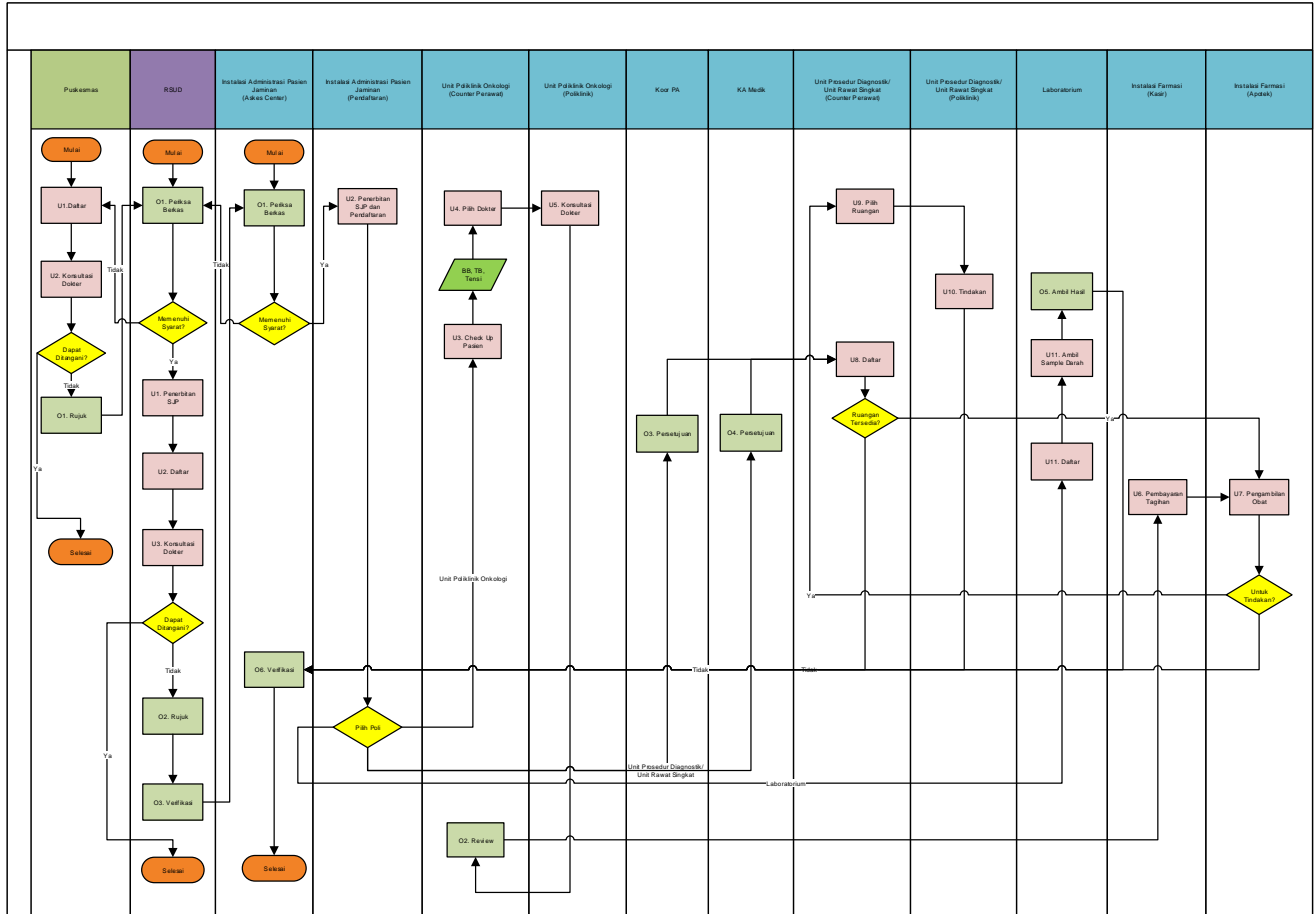 Puskesmas
RSUD
Instalasi Administrasi Pasien
Jaminan
(Askes Center)
Instalasi Administrasi Pasien
Jaminan
(Pendaftaran)
Unit Poliklinik Onkologi
(Counter Perawat)
Unit Poliklinik Onkologi
(Poliklinik)
Koor PA
KA Medik
Unit Prosedur Diagnostik/
Unit Rawat Singkat
(Counter Perawat)
Unit Prosedur Diagnostik/
Unit Rawat Singkat
(Poliklinik)
Laboratorium
Instalasi Farmasi
(Kasir)
Instalasi Farmasi
(Apotek)
Mulai
U1.Daftar
U2. Konsultasi
Dokter
Dapat
Ditangani?
Tidak
O1. Rujuk
Ya
Selesai
Mulai
O1. Periksa
Berkas
Tidak
Memenuhi
Syarat?
Ya
U1. Penerbitan
SJP
U2. Daftar
U3. Konsultasi
Dokter
Dapat
Ditangani?
Tidak
O2. Rujuk
Ya
O3. Verifikasi
Selesai
Mulai
O1. Periksa
Berkas
Tidak
Memenuhi
Syarat?
Ya
O6. Verifikasi
Selesai
U2. Penerbitan
SJP dan
Pendaftaran
Pilih Poli
U4. Pilih Dokter
BB, TB,
Tensi
U3. Check Up
Pasien
Unit Poliklinik Onkologi
O2. Review
U5. Konsultasi
Dokter
O3. Persetujuan
Tidak
Unit Prosedur Diagnostik/
Unit Rawat Singkat
O4. Persetujuan
Laboratorium
U9. Pilih
Ruangan
U8. Daftar
Ruangan
Tersedia?
Ya
Tidak
U10. Tindakan
O5. Ambil Hasil
U11. Ambil
Sample Darah
U11. Daftar
Ya
U6. Pembayaran
Tagihan
U7. Pengambilan
Obat
Untuk
Tindakan?